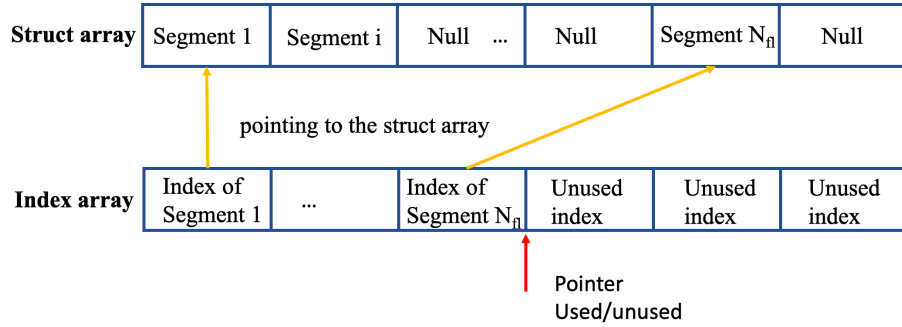 Struct array Segment 1 Segment i Null ... Null Segment N_fl Null
pointing to the struct array
Index array Index of Segment 1 ... Index of Segment N_fl Unused index Unused index Unused index
Pointer
Used/unused